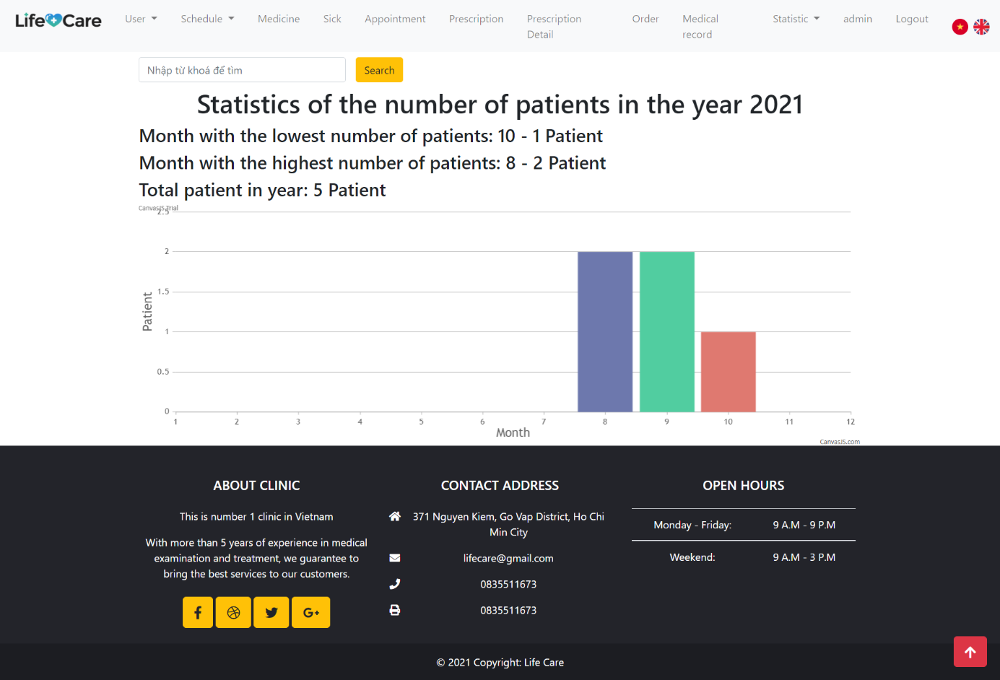 Life Care
User
Schedule
Medicine
Sick
Appointment
Prescription
Prescription
Detail
Order
Medical
record
Statistic
admin
Logout
Nhập từ khoá để tìm
Search
Statistics of the number of patients in the year 2021
Month with the lowest number of patients: 10 - 1 Patient
Month with the highest number of patients: 8 - 2 Patient
Total patient in year: 5 Patient
CanvasJS Trial
2.5
2
1.5
1
0.5
0
Patient
1 2 3 4 5 6 7 8 9 10 11 12
Month
CanvasJS.com
ABOUT CLINIC
This is number 1 clinic in Vietnam
With more than 5 years of experience in medical
examination and treatment, we guarantee to
bring the best services to our customers.
G+
CONTACT ADDRESS
371 Nguyen Kiem, Go Vap District, Ho Chi
Min City
lifecare@gmail.com
0835511673
0835511673
OPEN HOURS
Monday - Friday: 9 A.M - 9 P.M
Weekend: 9 A.M - 3 P.M
© 2021 Copyright: Life Care